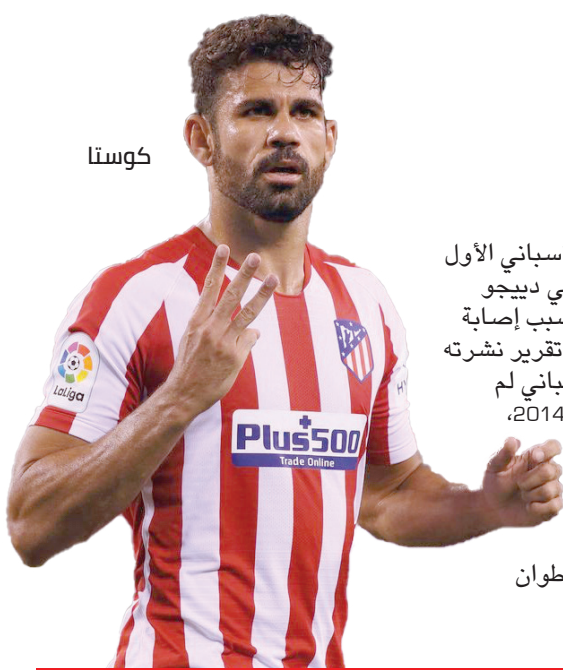 كوستا
سباني الأول
ي دييجو
سبب إصابة
تقرير نشرته
باني لم
2014،
طوان
LaLiga
Plus500
Trade Online